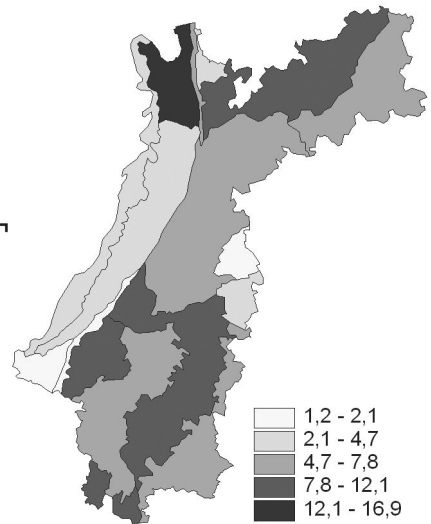 1,2 - 2,1
2,1 - 4,7
4,7 - 7,8
7,8 - 12,1
12,1 - 16,9